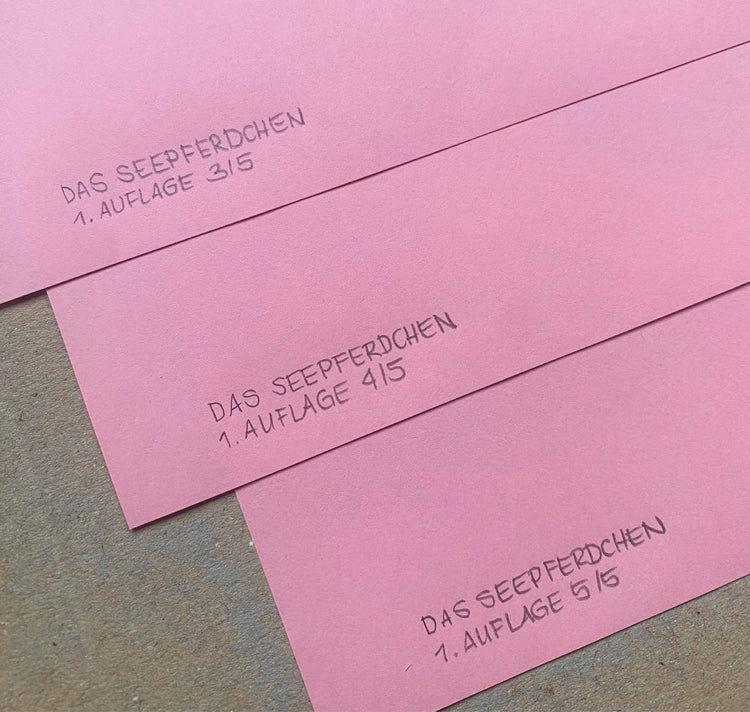 DAS SEEPFERDCHEN
1. AUFLAGE 3/5
DAS SEEPFERDCHEN
1. AUFLAGE 4/5
DAS SEEPFERDCHEN
1. AUFLAGE 5/5